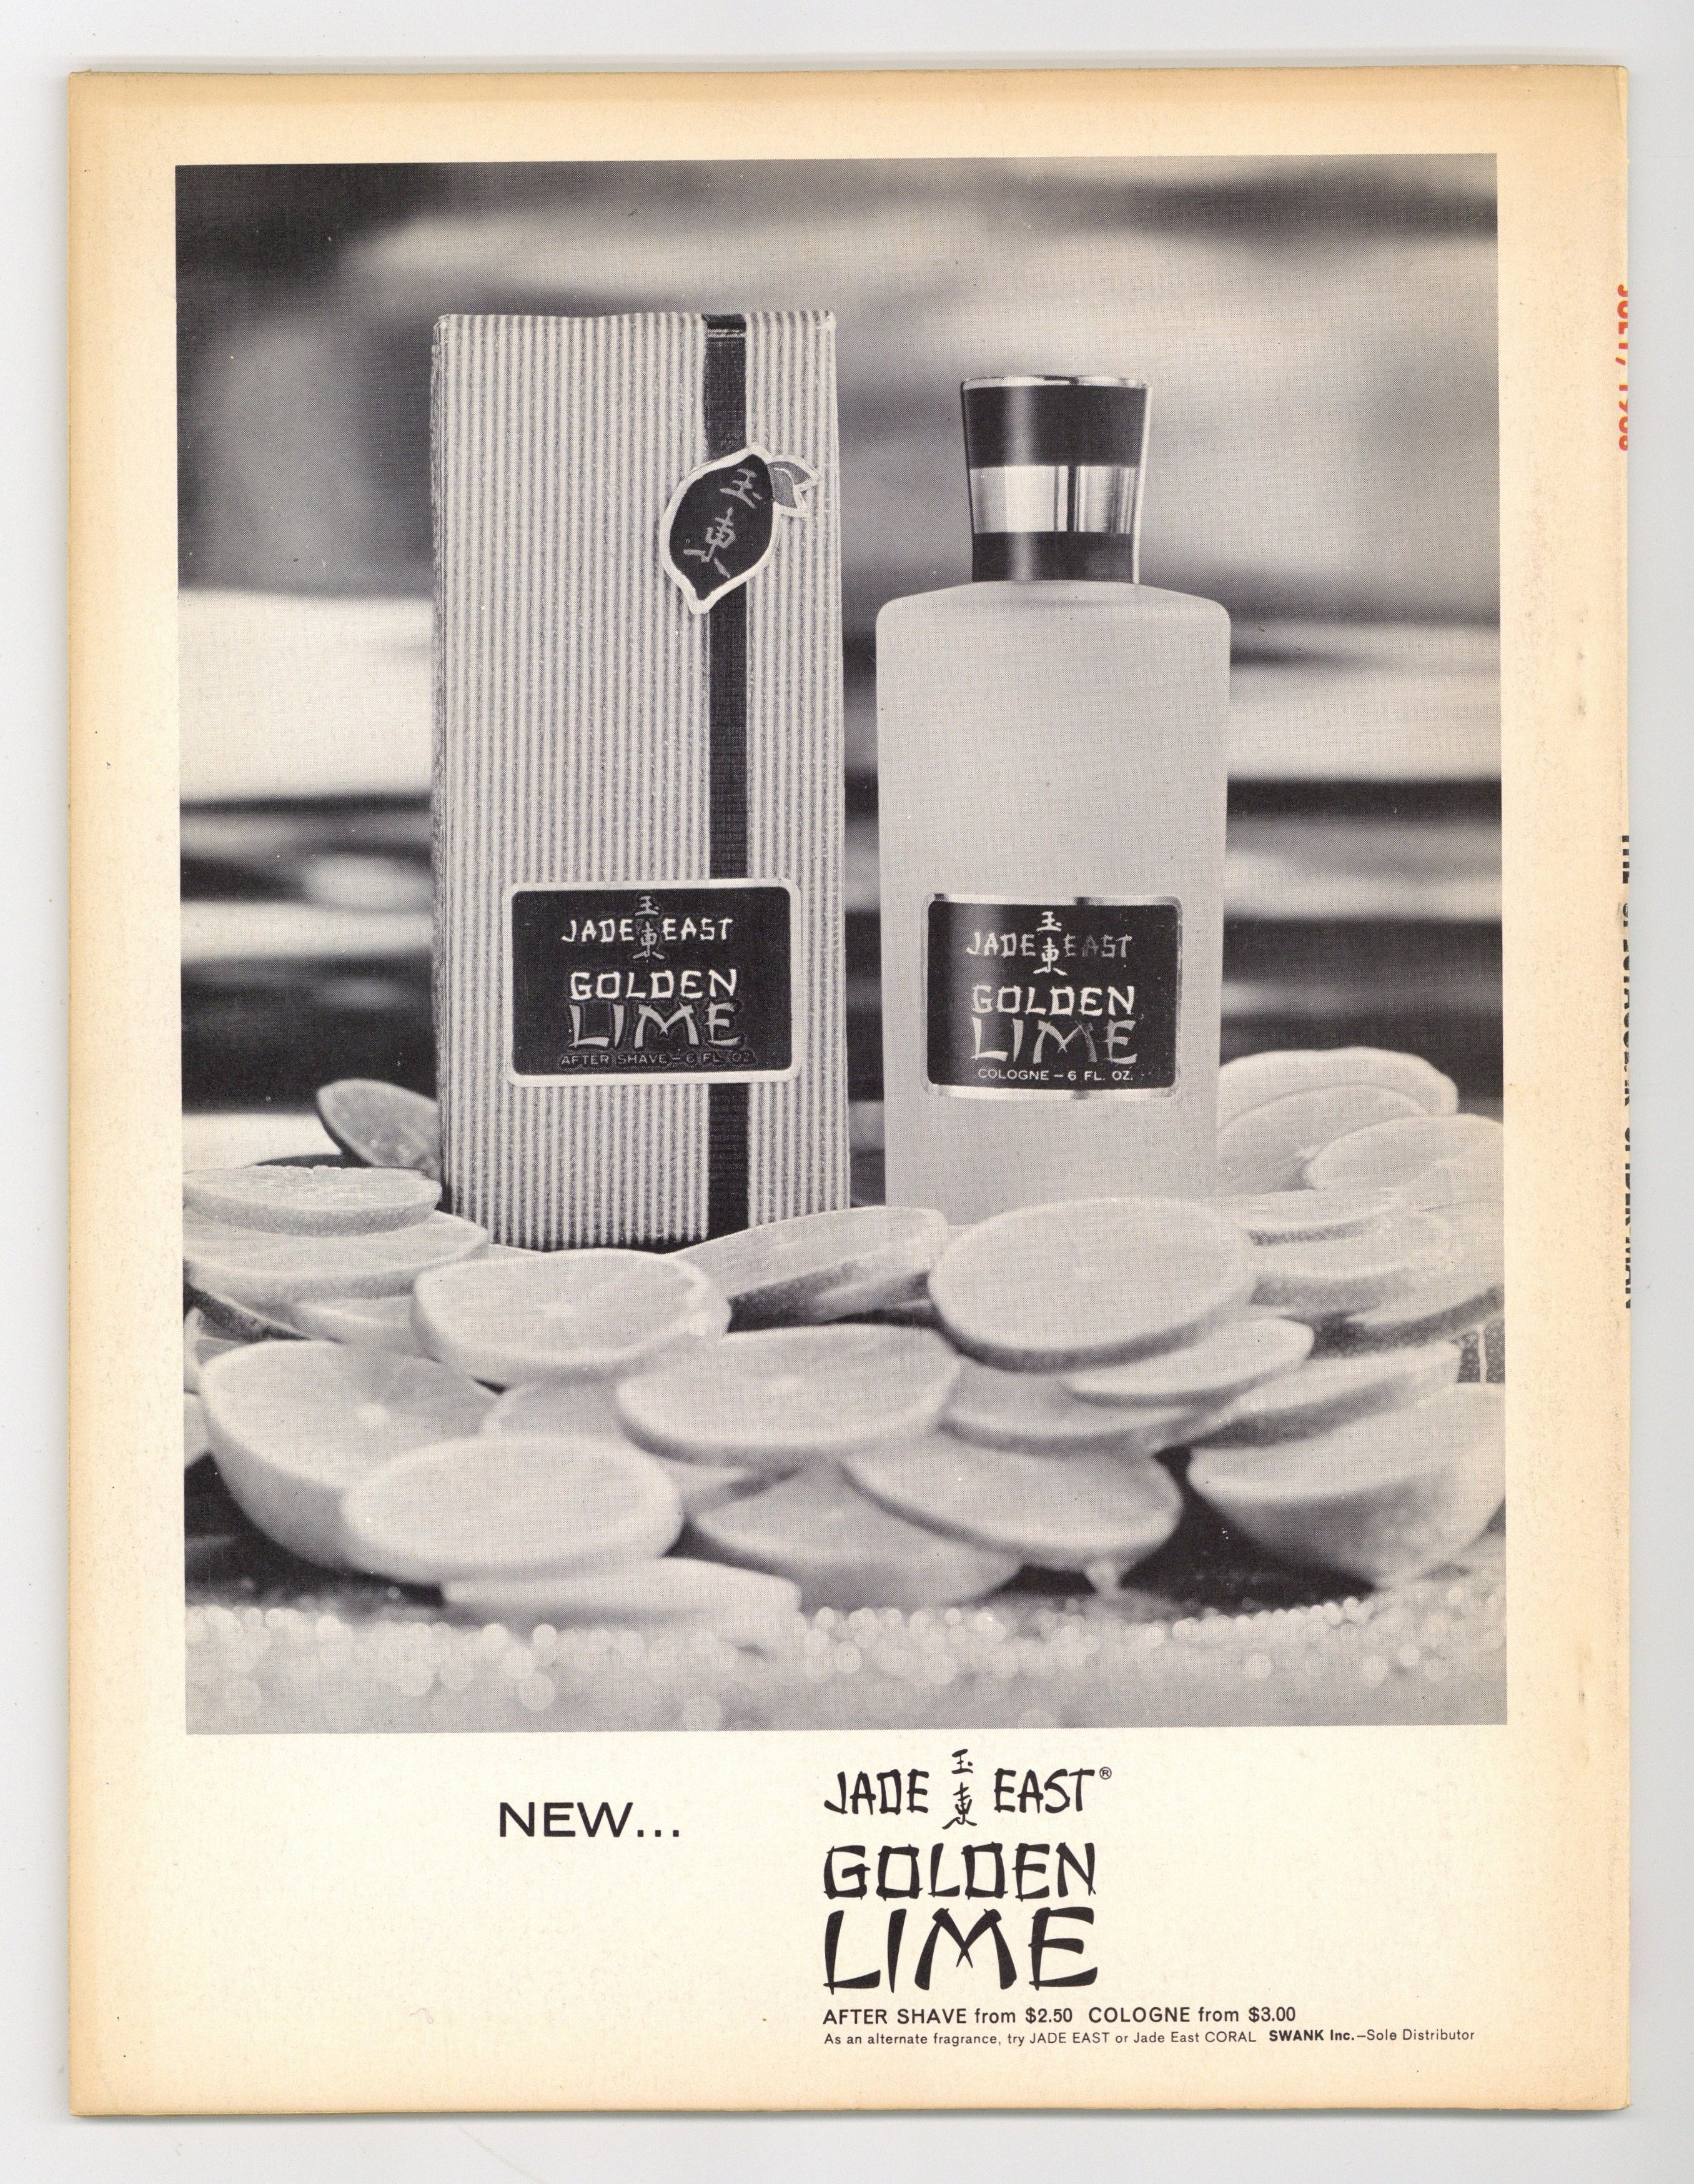 玉
東
玉
JADE 東 EAST
GOLDEN
LIME
AFTER SHAVE – 6 FL. OZ.
玉
JADE 東 EAST
GOLDEN
LIME
COLOGNE – 6 FL. OZ.
NEW...
玉
JADE 東 EAST®
GOLDEN
LIME
AFTER SHAVE from $2.50 COLOGNE from $3.00
As an alternate fragrance, try JADE EAST or Jade East CORAL SWANK Inc.–Sole Distributor